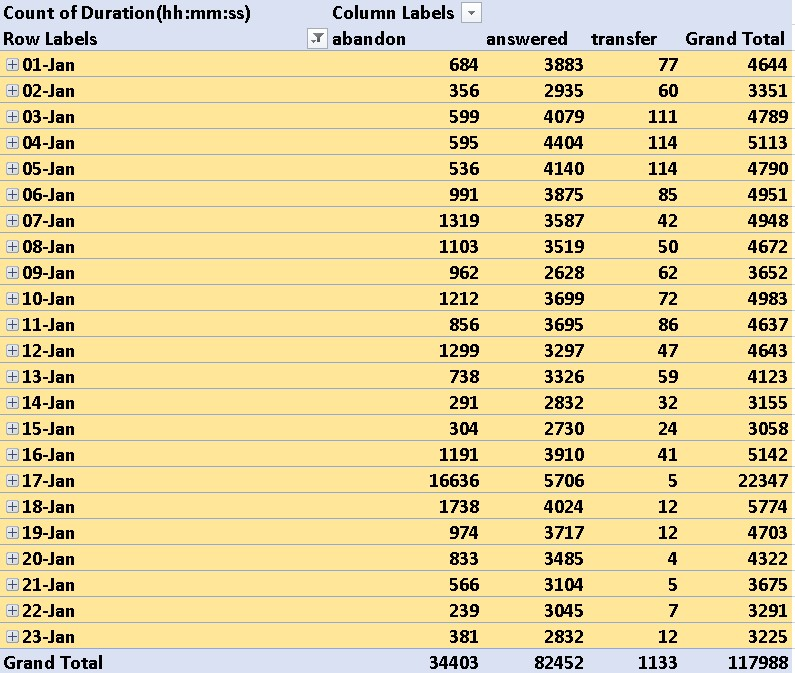 Count of Duration(hh:mm:ss) Column Labels
Row Labels abandon answered transfer Grand Total
01-Jan 684 3883 77 4644
02-Jan 356 2935 60 3351
03-Jan 599 4079 111 4789
04-Jan 595 4404 114 5113
05-Jan 536 4140 114 4790
06-Jan 991 3875 85 4951
07-Jan 1319 3587 42 4948
08-Jan 1103 3519 50 4672
09-Jan 962 2628 62 3652
10-Jan 1212 3699 72 4983
11-Jan 856 3695 86 4637
12-Jan 1299 3297 47 4643
13-Jan 738 3326 59 4123
14-Jan 291 2832 32 3155
15-Jan 304 2730 24 3058
16-Jan 1191 3910 41 5142
17-Jan 16636 5706 5 22347
18-Jan 1738 4024 12 5774
19-Jan 974 3717 12 4703
20-Jan 833 3485 4 4322
21-Jan 566 3104 5 3675
22-Jan 239 3045 7 3291
23-Jan 381 2832 12 3225
Grand Total 34403 82452 1133 117988